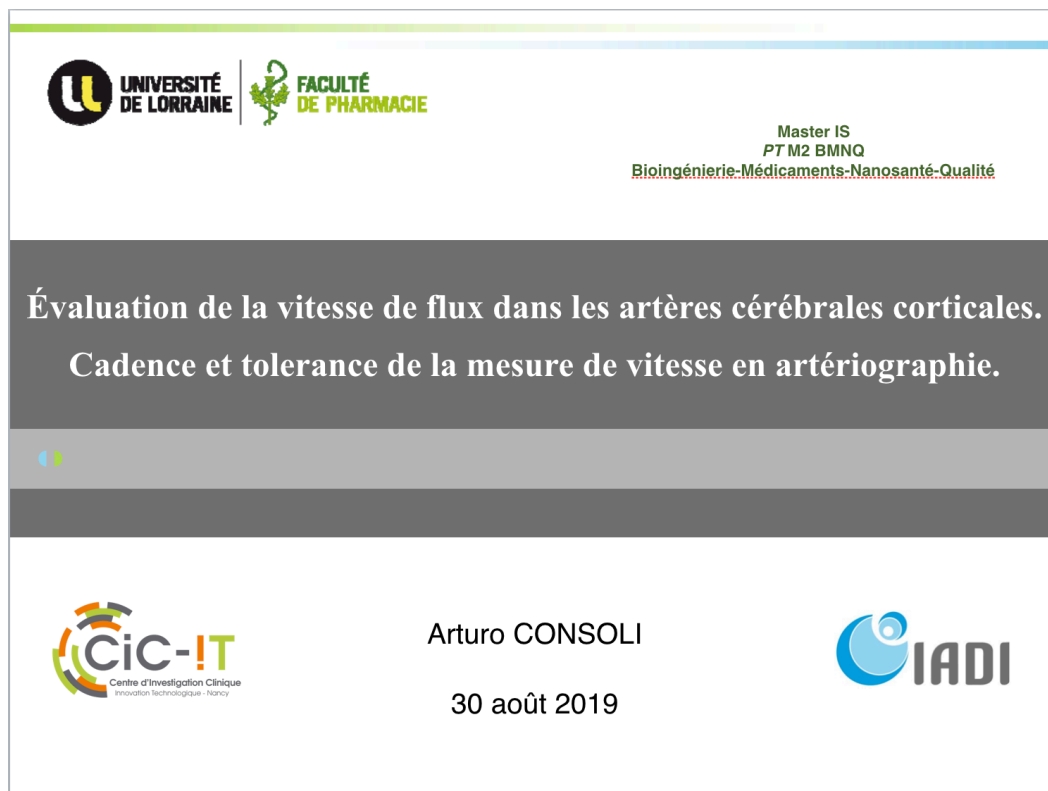 UNIVERSITÉ
DE LORRAINE
FACULTÉ
DE PHARMACIE
Master IS
PT M2 BMNQ
Bioingénierie-Médicaments-Nanosanté-Qualité
Évaluation de la vitesse de flux dans les artères cérébrales corticales.
Cadence et tolerance de la mesure de vitesse en artériographie.
CiC-!T
Centre d'Investigation Clinique
Innovation Technologique - Nancy
Arturo CONSOLI
30 août 2019
IADI